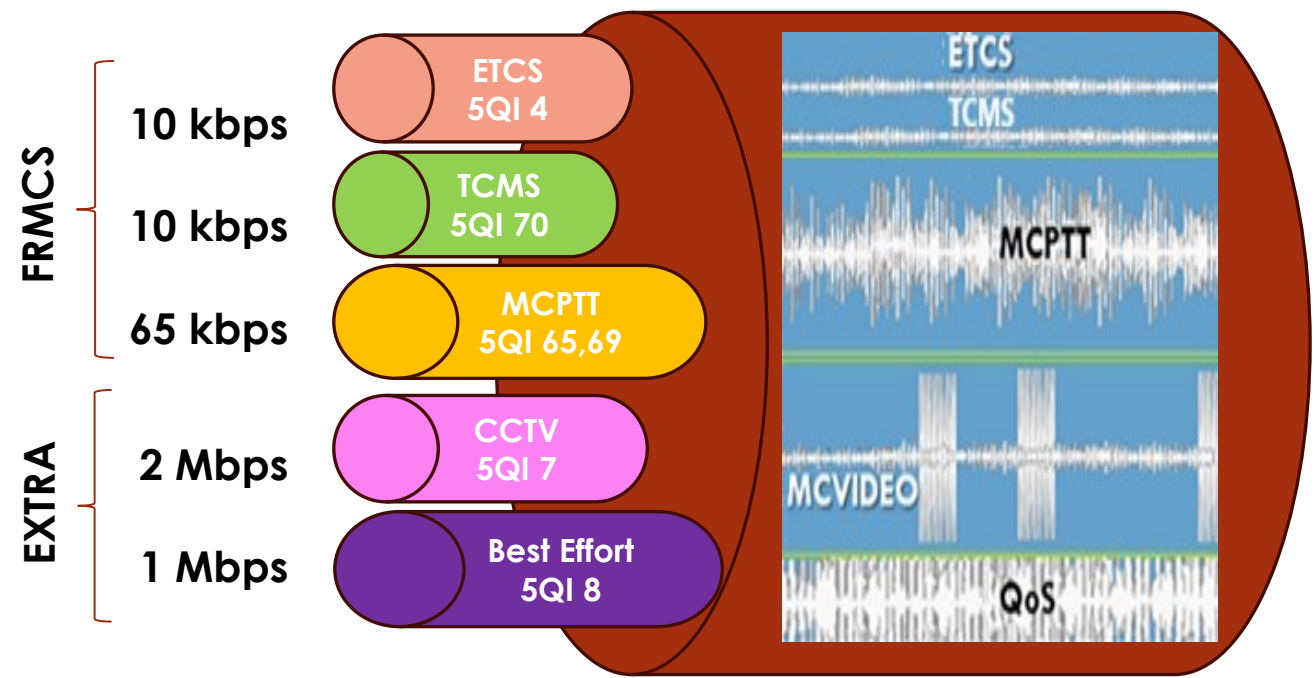 FRMCS
10 kbps
10 kbps
65 kbps
EXTRA
2 Mbps
1 Mbps
ETCS
5QI 4
TCMS
5QI 70
MCPTT
5QI 65,69
CCTV
5QI 7
Best Effort
5QI 8
ETCS
TCMS
MCPTT
MCVIDEO
QoS